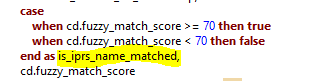 case
when cd.fuzzy_match_score >= 70 then true
when cd.fuzzy_match_score < 70 then false
end as is_iprs_name_matched,
cd.fuzzy_match_score